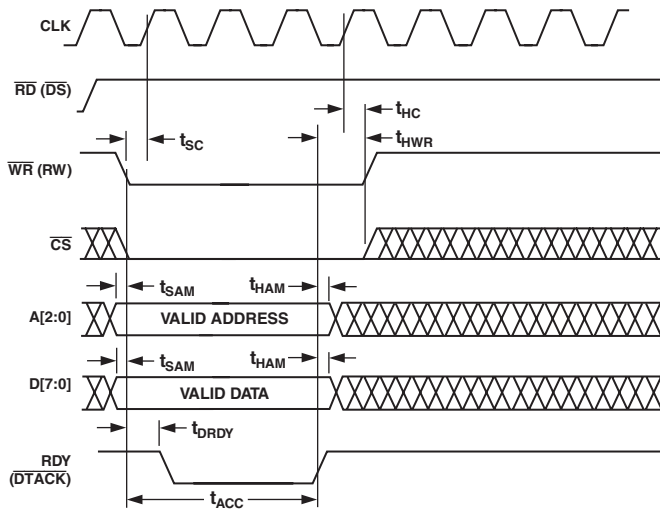 CLK
RD (DS)
tHC
tSC
tHWR
WR (RW)
CS
tSAM
tHAM
A[2:0]
VALID ADDRESS
tSAM
tHAM
D[7:0]
VALID DATA
tDRDY
RDY
(DTACK)
tACC